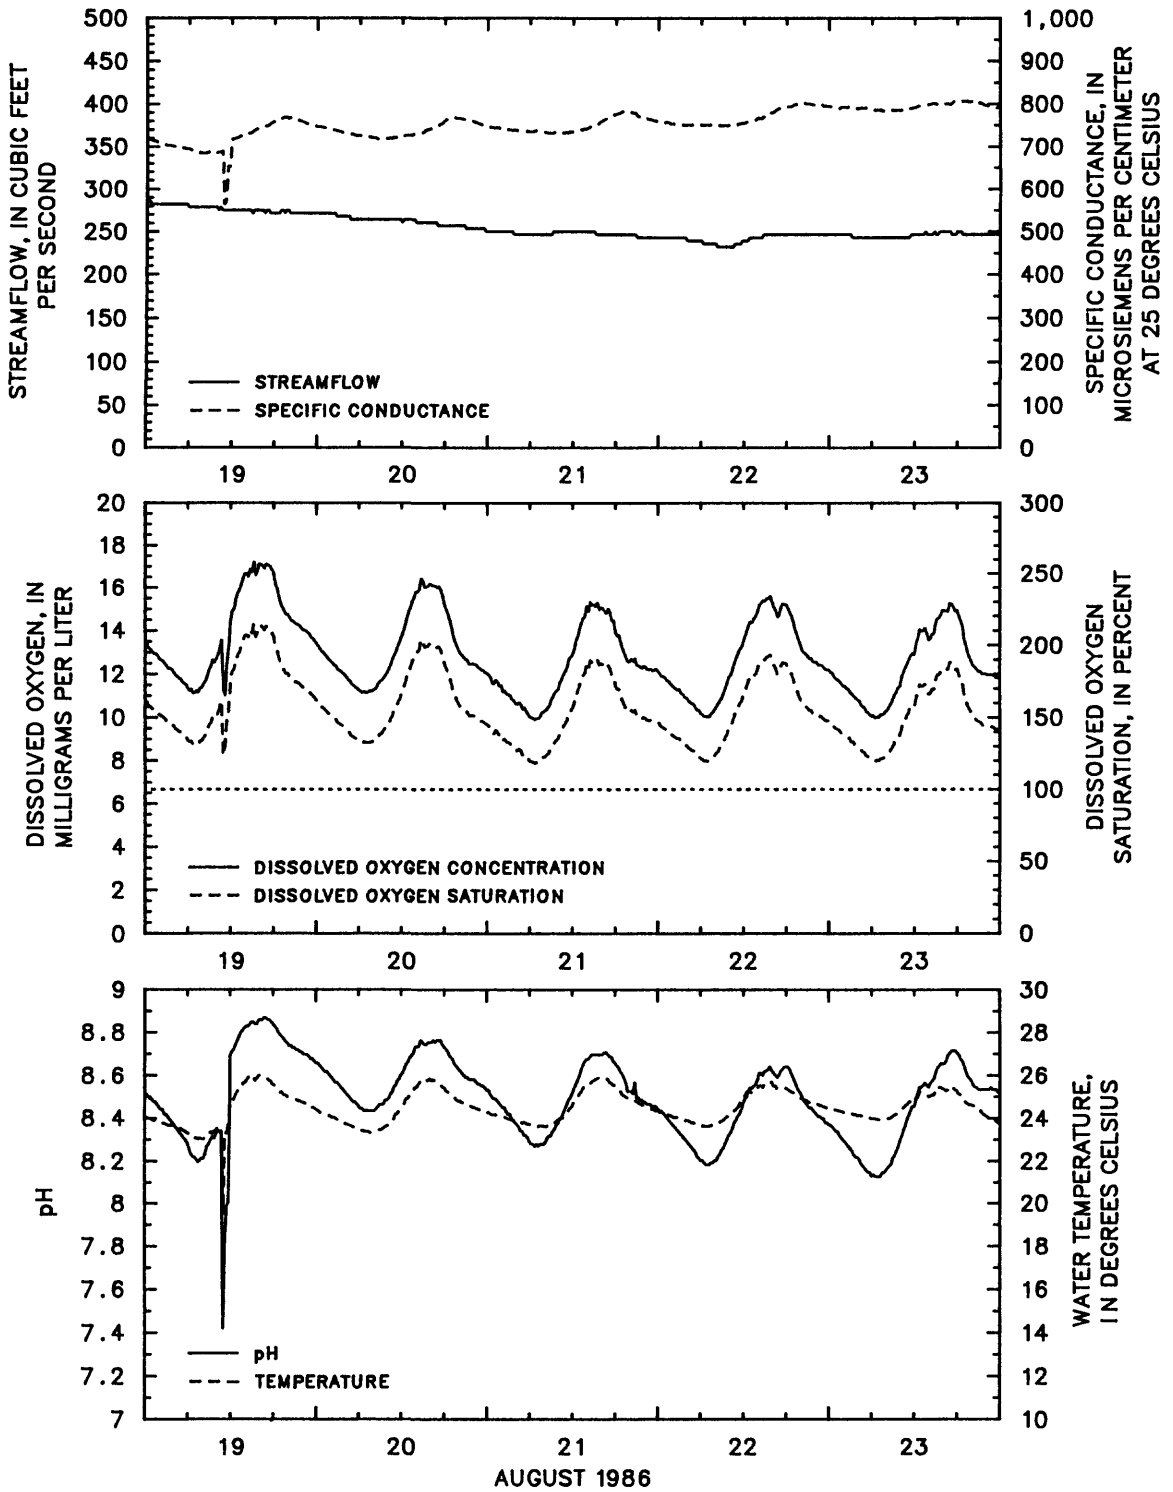 500
450
400
350
300
250
200
150
100
50
0
STREAMFLOW, IN CUBIC FEET
PER SECOND
1,000
900
800
700
600
500
400
300
200
100
0
SPECIFIC CONDUCTANCE, IN
MICROSIEMENS PER CENTIMETER
AT 25 DEGREES CELSIUS
STREAMFLOW
SPECIFIC CONDUCTANCE
19 20 21 22 23
20
18
16
14
12
10
8
6
4
2
0
DISSOLVED OXYGEN, IN
MILLIGRAMS PER LITER
300
250
200
150
100
50
0
DISSOLVED OXYGEN
SATURATION, IN PERCENT
DISSOLVED OXYGEN CONCENTRATION
DISSOLVED OXYGEN SATURATION
19 20 21 22 23
9
8.8
8.6
8.4
8.2
8
7.8
7.6
7.4
7.2
7
pH
30
28
26
24
22
20
18
16
14
12
10
WATER TEMPERATURE,
IN DEGREES CELSIUS
pH
TEMPERATURE
19 20 21 22 23
AUGUST 1986